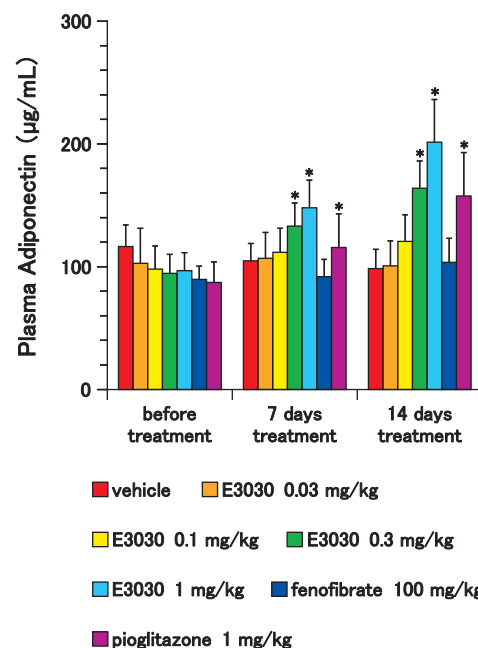 Plasma Adiponectin (μg/mL)
300
200
100
0
*
*
*
*
*
*
before
treatment
7 days
treatment
14 days
treatment
vehicle
E3030 0.03 mg/kg
E3030 0.1 mg/kg
E3030 0.3 mg/kg
E3030 1 mg/kg
fenofibrate 100 mg/kg
pioglitazone 1 mg/kg